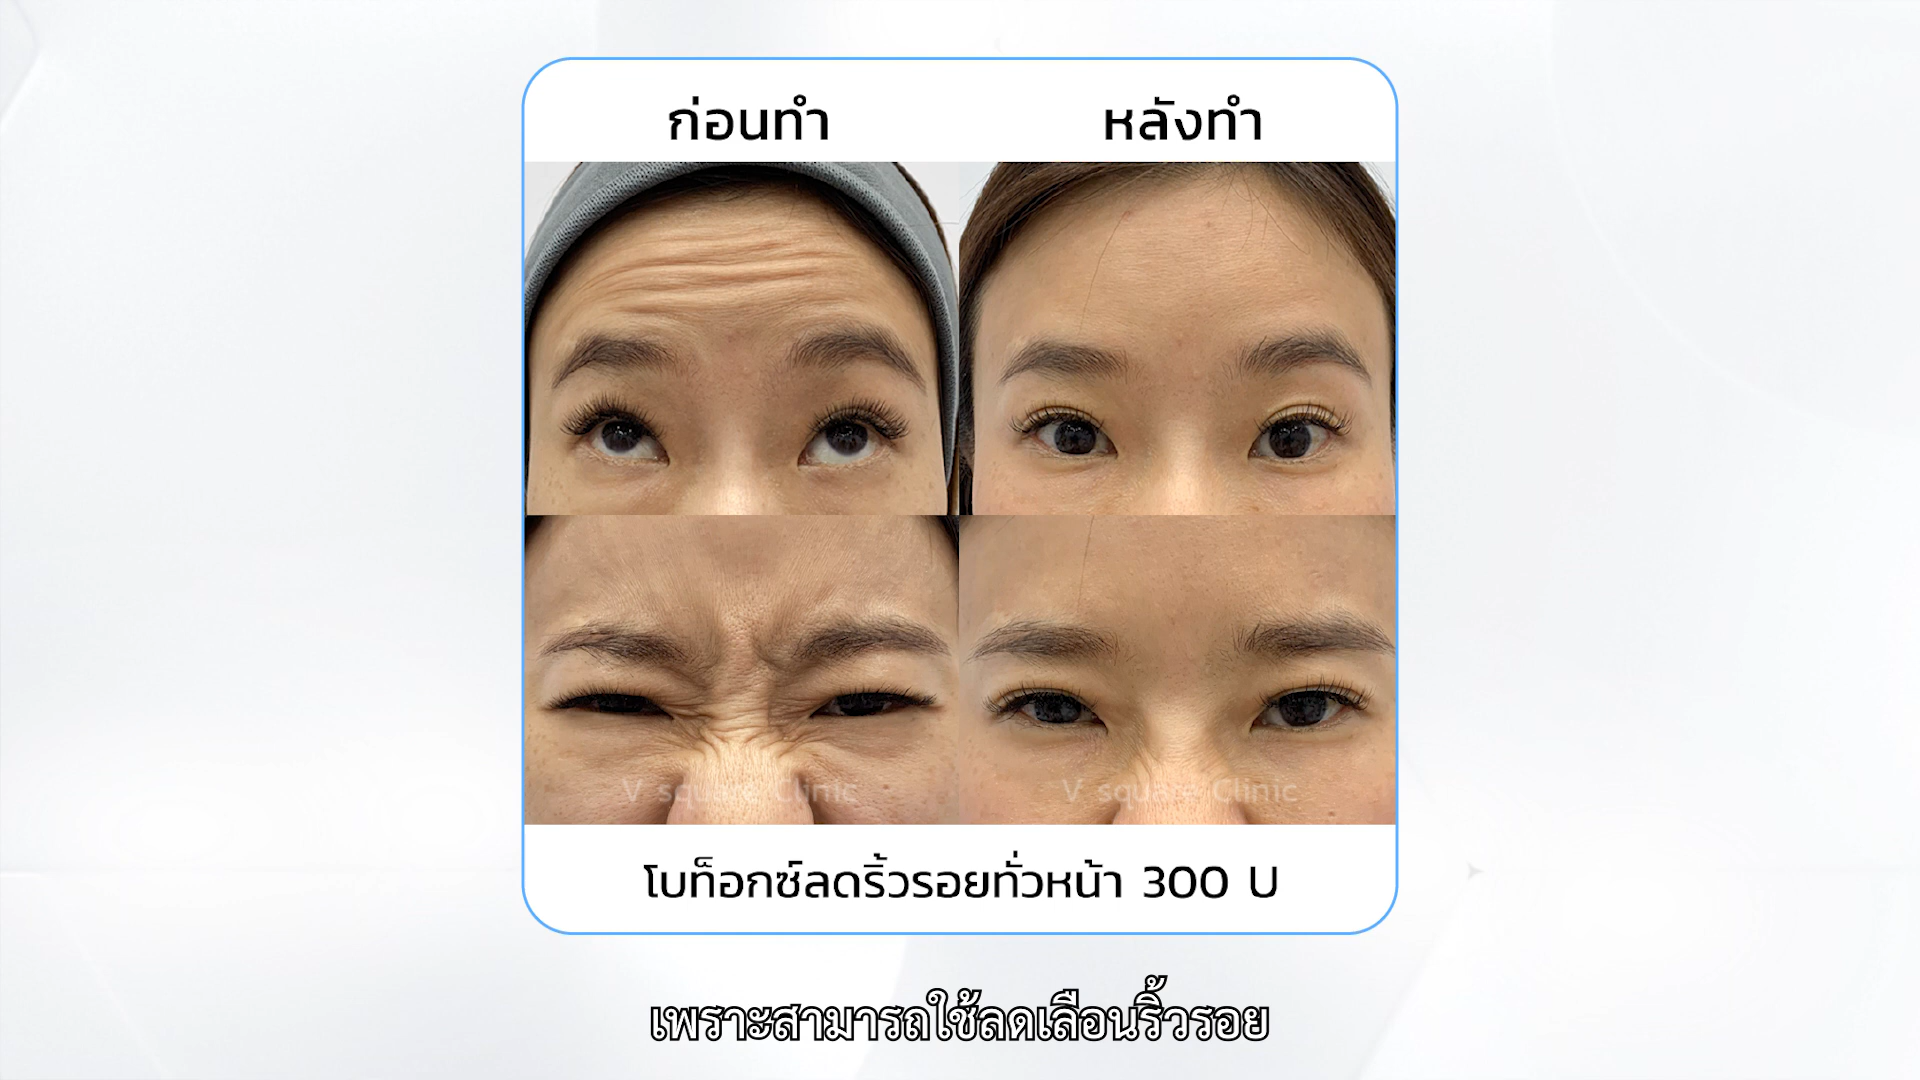 ก่อนทำ
หลังทำ
V square Clinic
V square Clinic
โบท็อกซ์ลดริ้วรอยทั่วหน้า 300 U
เพราะสามารถใช้ลดเลือนริ้วรอย